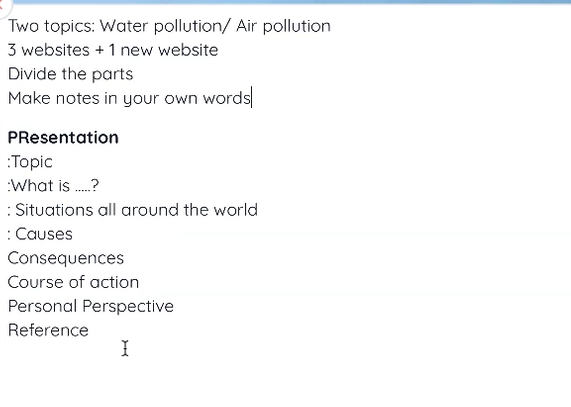 Two topics: Water pollution/ Air pollution
3 websites + 1 new website
Divide the parts
Make notes in your own words
PResentation
:Topic
:What is .....?
: Situations all around the world
: Causes
Consequences
Course of action
Personal Perspective
Reference